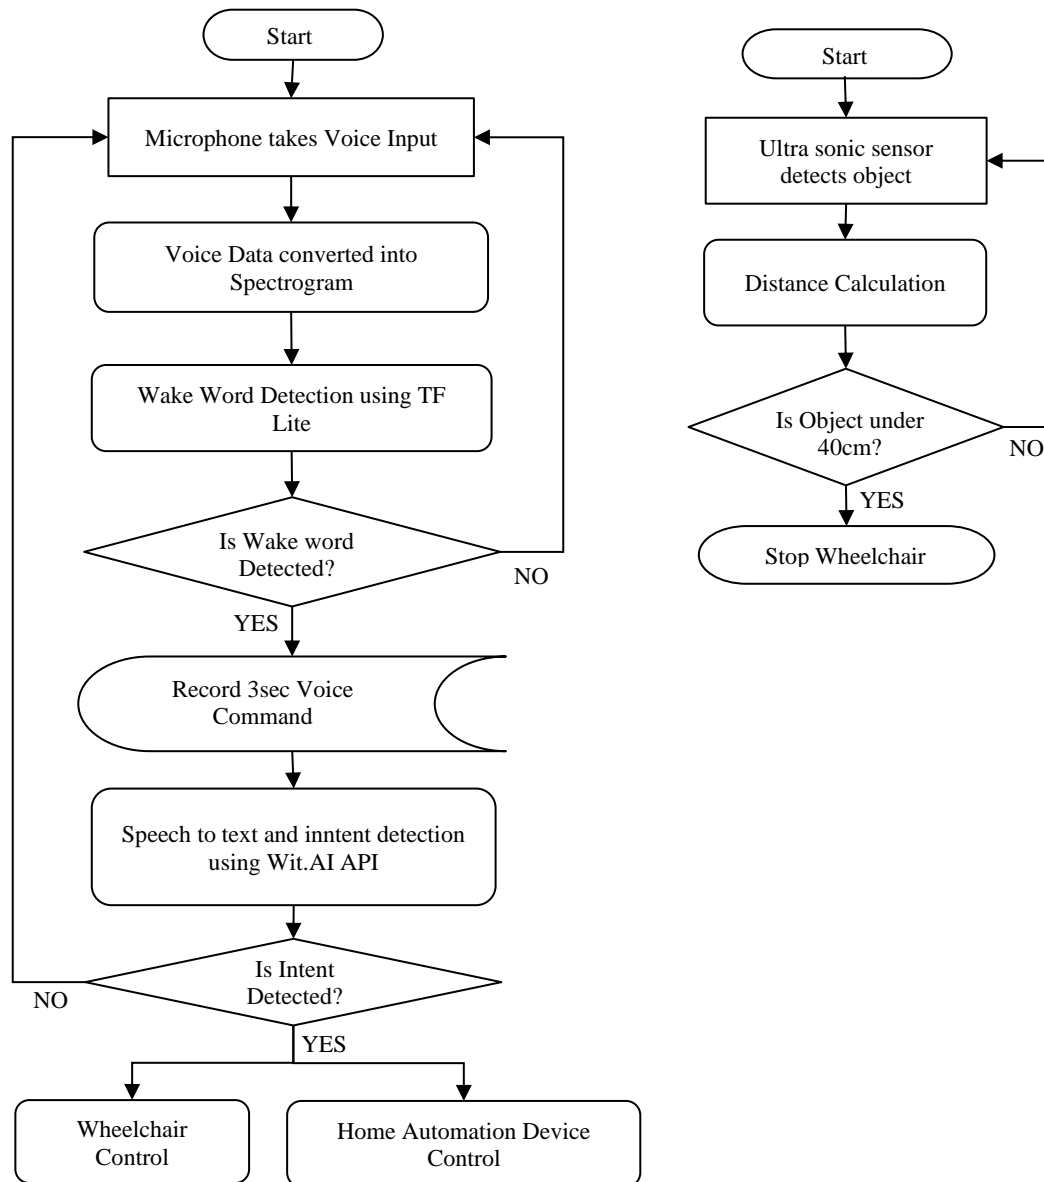 Start
Microphone takes Voice Input
Voice Data converted into
Spectrogram
Wake Word Detection using TF
Lite
Is Wake word
Detected?
NO
YES
Record 3sec Voice
Command
Speech to text and inntent detection
using Wit.AI API
Is Intent
Detected?
NO
YES
Wheelchair
Control
Home Automation Device
Control
Start
Ultra sonic sensor
detects object
Distance Calculation
Is Object under
40cm?
NO
YES
Stop Wheelchair